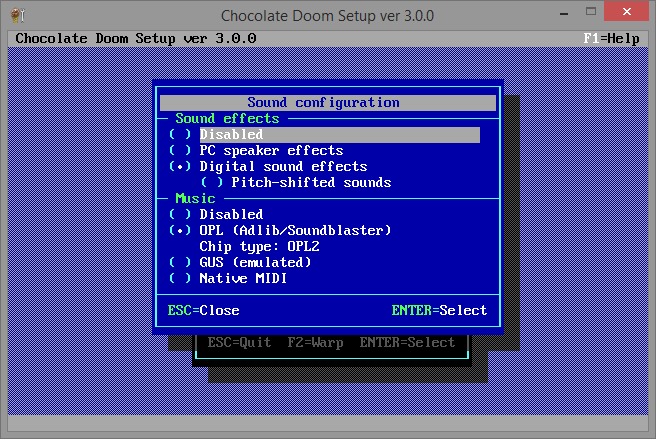 Chocolate Doom Setup ver 3.0.0
Chocolate Doom Setup ver 3.0.0 F1=Help
Sound configuration
Sound effects
( ) Disabled
( ) PC speaker effects
(•) Digital sound effects
( ) Pitch-shifted sounds
Music
( ) Disabled
(•) OPL (Adlib/Soundblaster)
Chip type: OPL2
( ) GUS (emulated)
( ) Native MIDI
ESC=Close ENTER=Select
ESC=Quit F2=Warp ENTER=Select